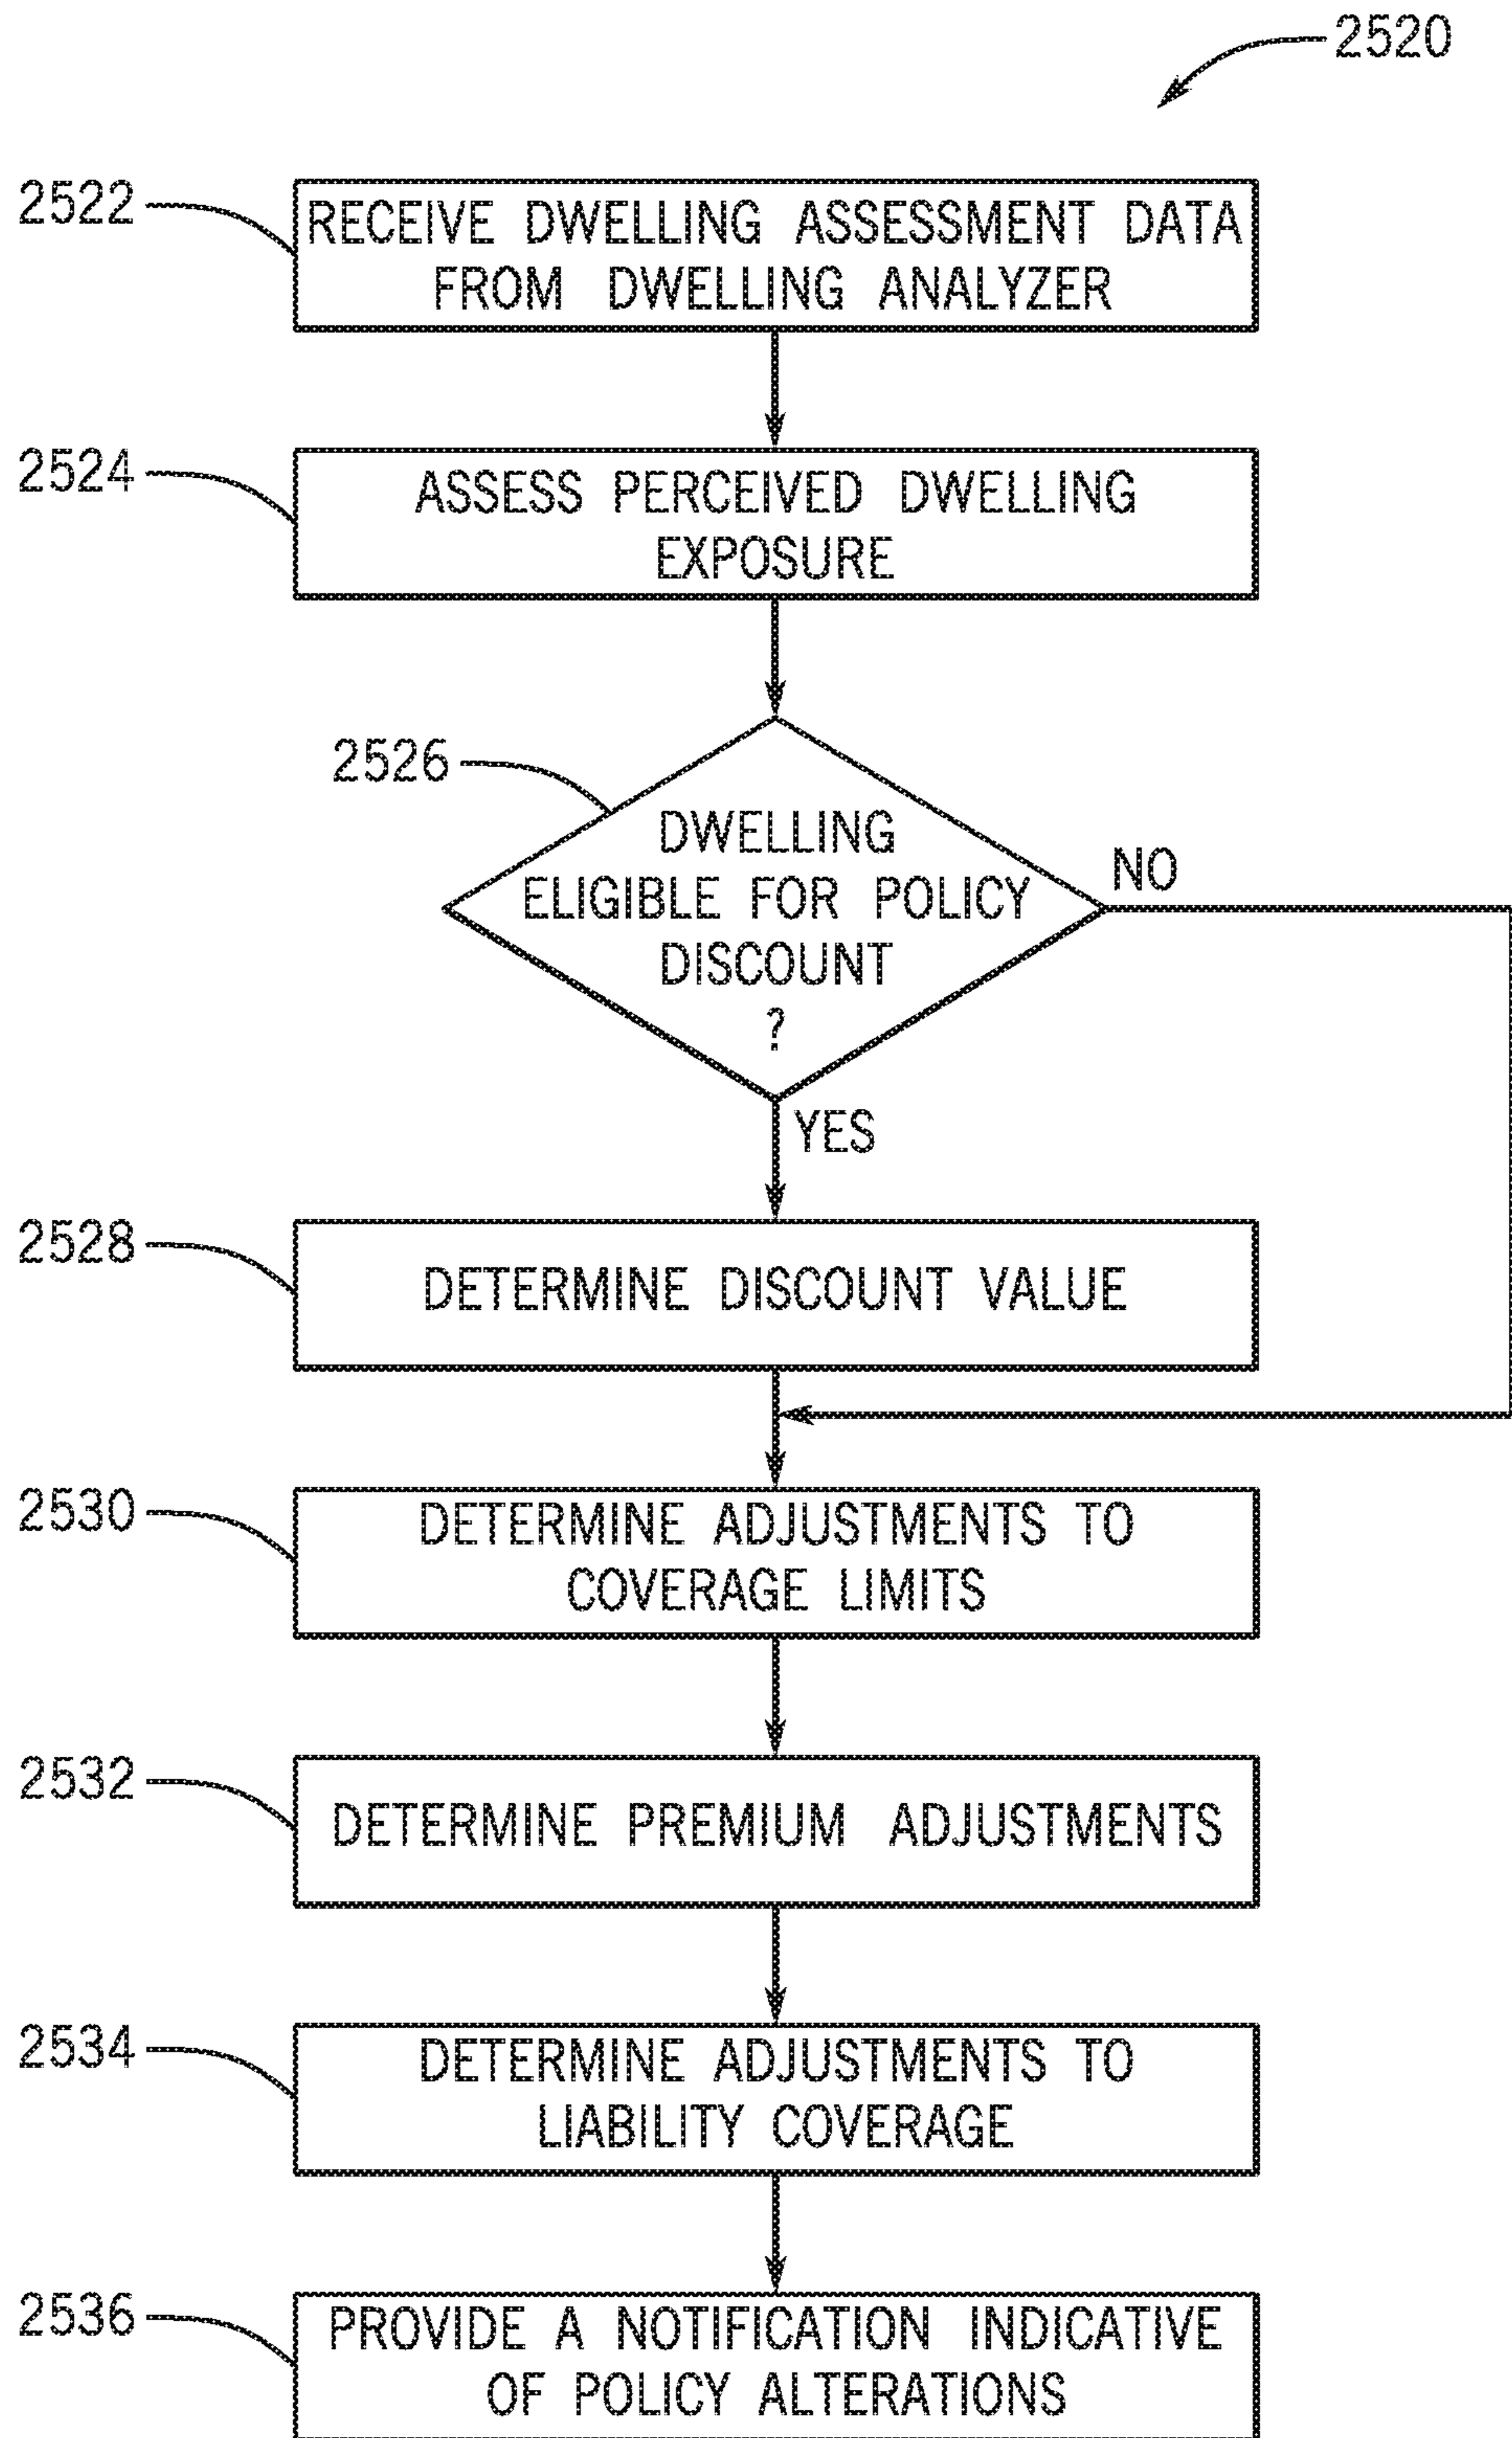 2520
2522
RECEIVE DWELLING ASSESSMENT DATA
FROM DWELLING ANALYZER
2524
ASSESS PERCEIVED DWELLING
EXPOSURE
2526
DWELLING
ELIGIBLE FOR POLICY
DISCOUNT
?
NO
YES
2528
DETERMINE DISCOUNT VALUE
2530
DETERMINE ADJUSTMENTS TO
COVERAGE LIMITS
2532
DETERMINE PREMIUM ADJUSTMENTS
2534
DETERMINE ADJUSTMENTS TO
LIABILITY COVERAGE
2536
PROVIDE A NOTIFICATION INDICATIVE
OF POLICY ALTERATIONS